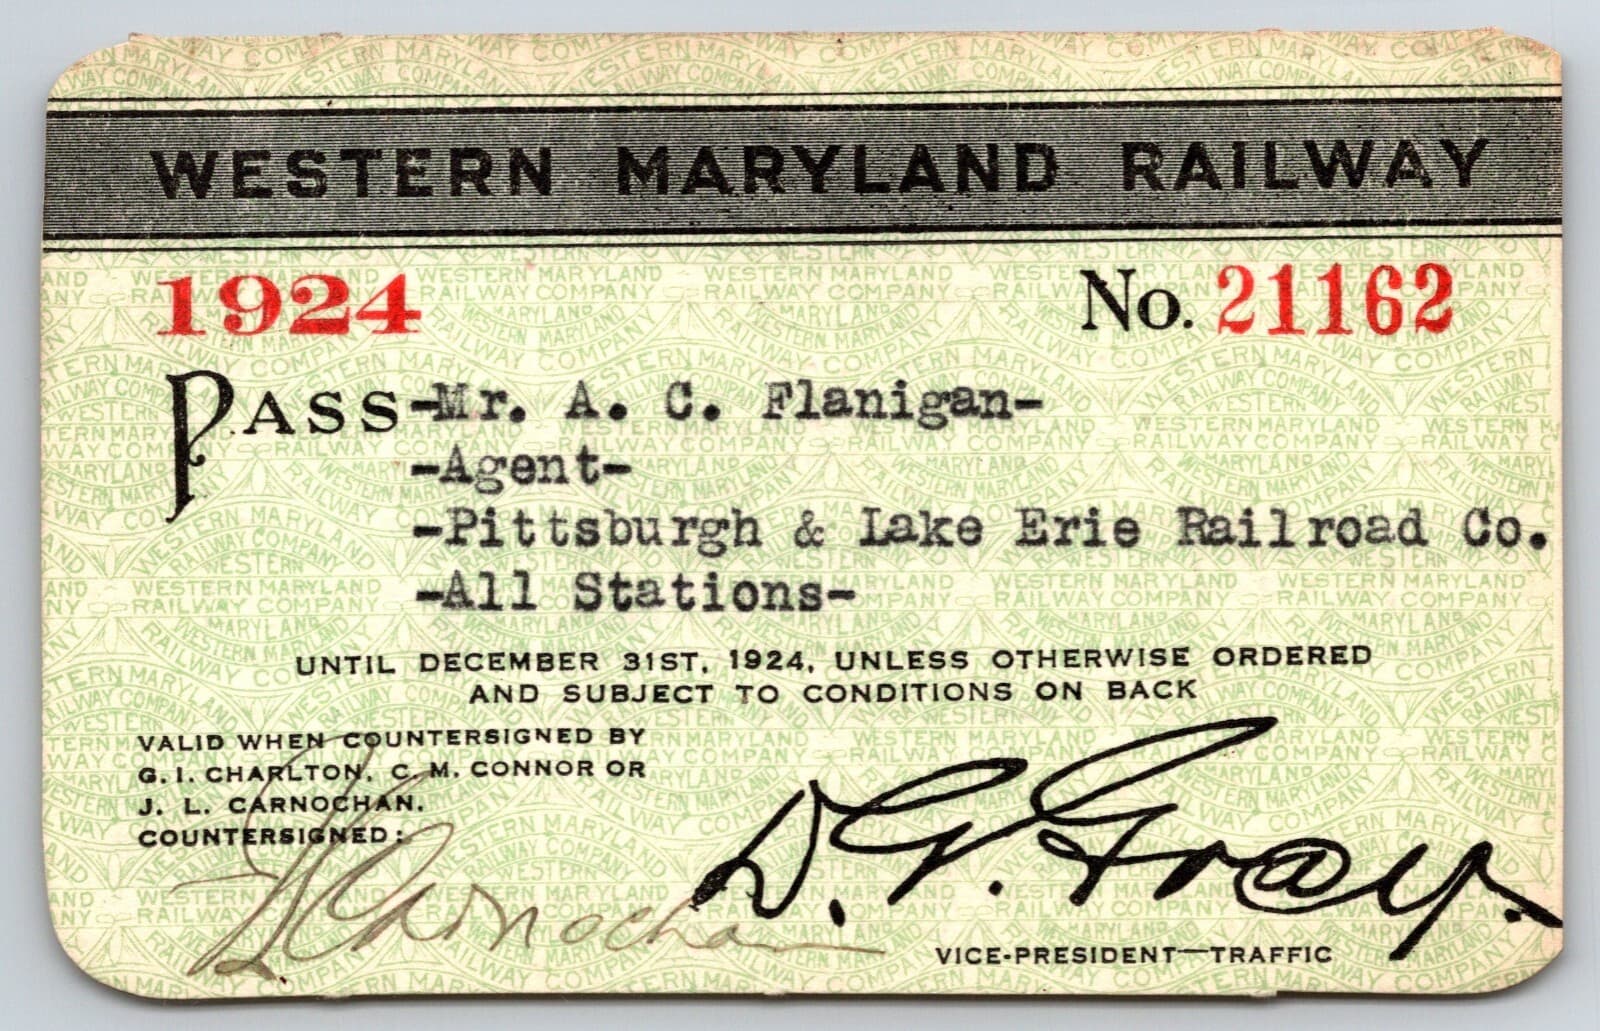 WESTERN MARYLAND RAILWAY
1924 No. 21162
PASS -Mr. A. C. Flanigan-
-Agent-
-Pittsburgh & Lake Erie Railroad Co.
-All Stations-
UNTIL DECEMBER 31ST, 1924, UNLESS OTHERWISE ORDERED
AND SUBJECT TO CONDITIONS ON BACK
VALID WHEN COUNTERSIGNED BY
G. I. CHARLTON, C. M. CONNOR OR
J. L. CARNOCHAN.
COUNTERSIGNED:
J L Carnochan
D. G. Gray.
VICE-PRESIDENT—TRAFFIC